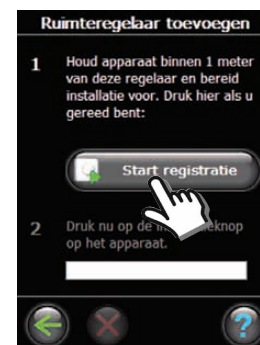 Ruimteregelaar toevoegen
1 Houd apparaat binnen 1 meter
van deze regelaar en bereid
installatie voor. Druk hier als u
gereed bent:
Start registratie
2 Druk nu op de knop
op het apparaat.
?